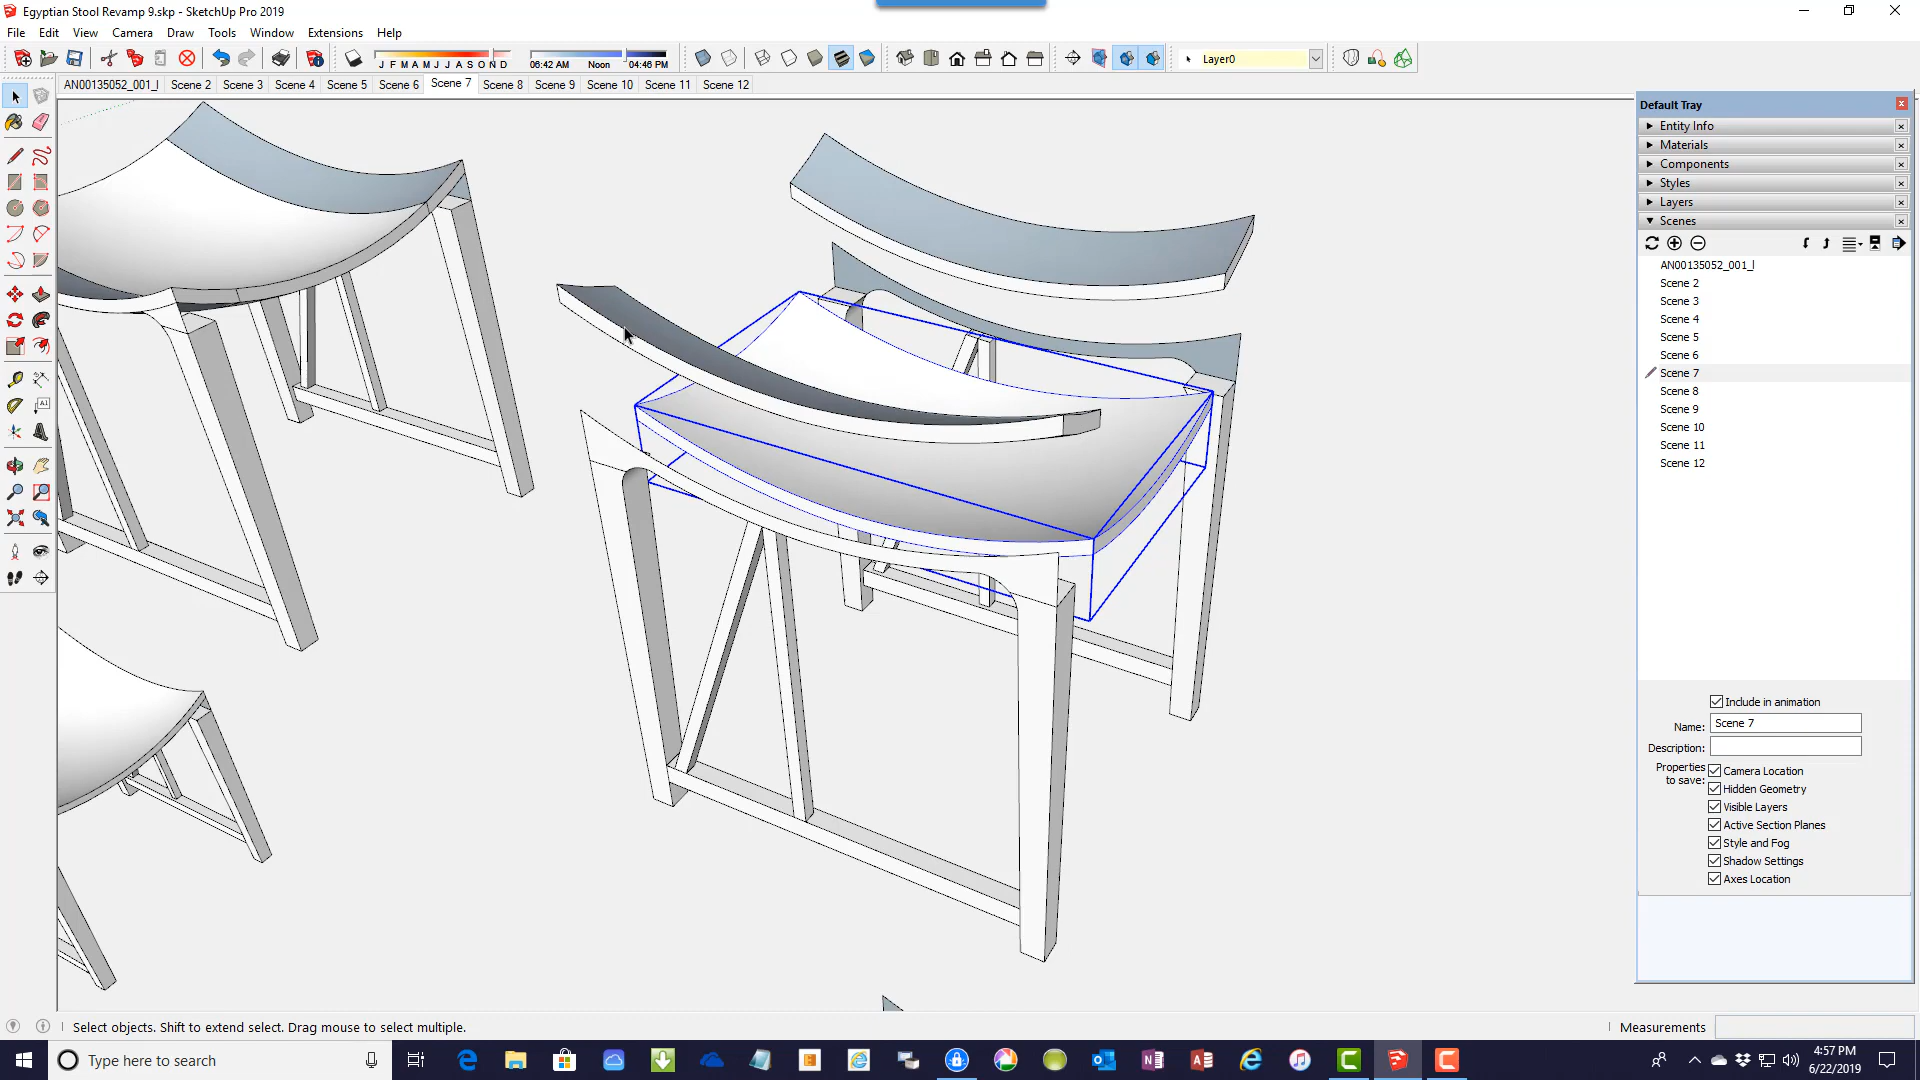 Egyptian Stool Revamp 9.skp - SketchUp Pro 2019
File Edit View Camera Draw Tools Window Extensions Help
J F M A M J J A S O N D
06:42 AM Noon 04:46 PM
Layer0
AN00135052_001_l Scene 2 Scene 3 Scene 4 Scene 5 Scene 6 Scene 7 Scene 8 Scene 9 Scene 10 Scene 11 Scene 12
Default Tray
Entity Info
Materials
Components
Styles
Layers
Scenes
AN00135052_001_l
Scene 2
Scene 3
Scene 4
Scene 5
Scene 6
Scene 7
Scene 8
Scene 9
Scene 10
Scene 11
Scene 12
Include in animation
Name: Scene 7
Description:
Properties to save:
Camera Location
Hidden Geometry
Visible Layers
Active Section Planes
Style and Fog
Shadow Settings
Axes Location
Select objects. Shift to extend select. Drag mouse to select multiple.
Measurements
Type here to search
4:57 PM
6/22/2019